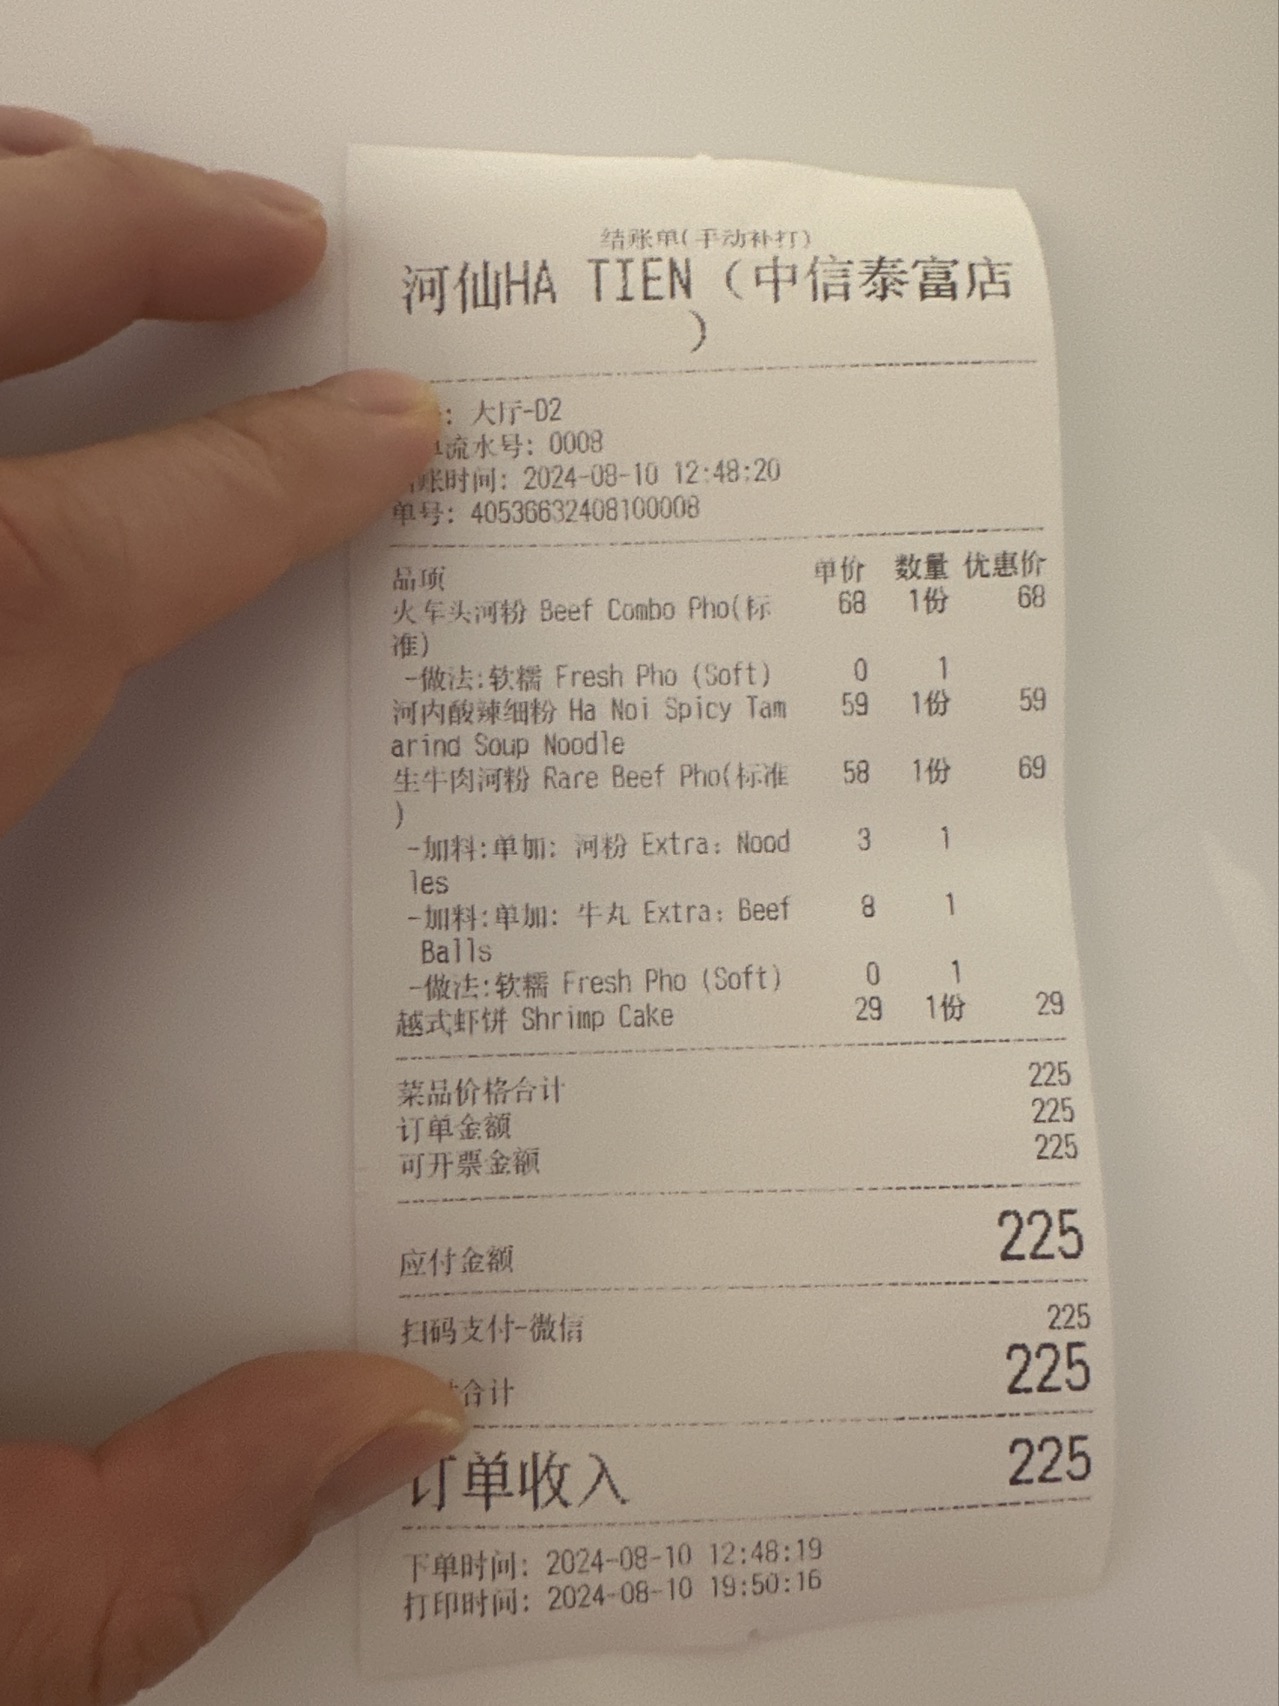 结账单(手动补打)
河仙HA TIEN（中信泰富店
）
: 大厅-D2
流水号: 0008
账时间: 2024-08-10 12:48:20
单号: 40536632408100008
品项 单价 数量 优惠价
火车头河粉 Beef Combo Pho(标 68 1份 68
准)
-做法:软糯 Fresh Pho (Soft) 0 1
河内酸辣细粉 Ha Noi Spicy Tam 59 1份 59
arind Soup Noodle
生牛肉河粉 Rare Beef Pho(标准 58 1份 69
)
-加料:单加: 河粉 Extra: Nood 3 1
les
-加料:单加: 牛丸 Extra: Beef 8 1
Balls
-做法:软糯 Fresh Pho (Soft) 0 1
越式虾饼 Shrimp Cake 29 1份 29
菜品价格合计 225
订单金额 225
可开票金额 225
应付金额 225
扫码支付-微信 225
合计 225
订单收入 225
下单时间: 2024-08-10 12:48:19
打印时间: 2024-08-10 19:50:16